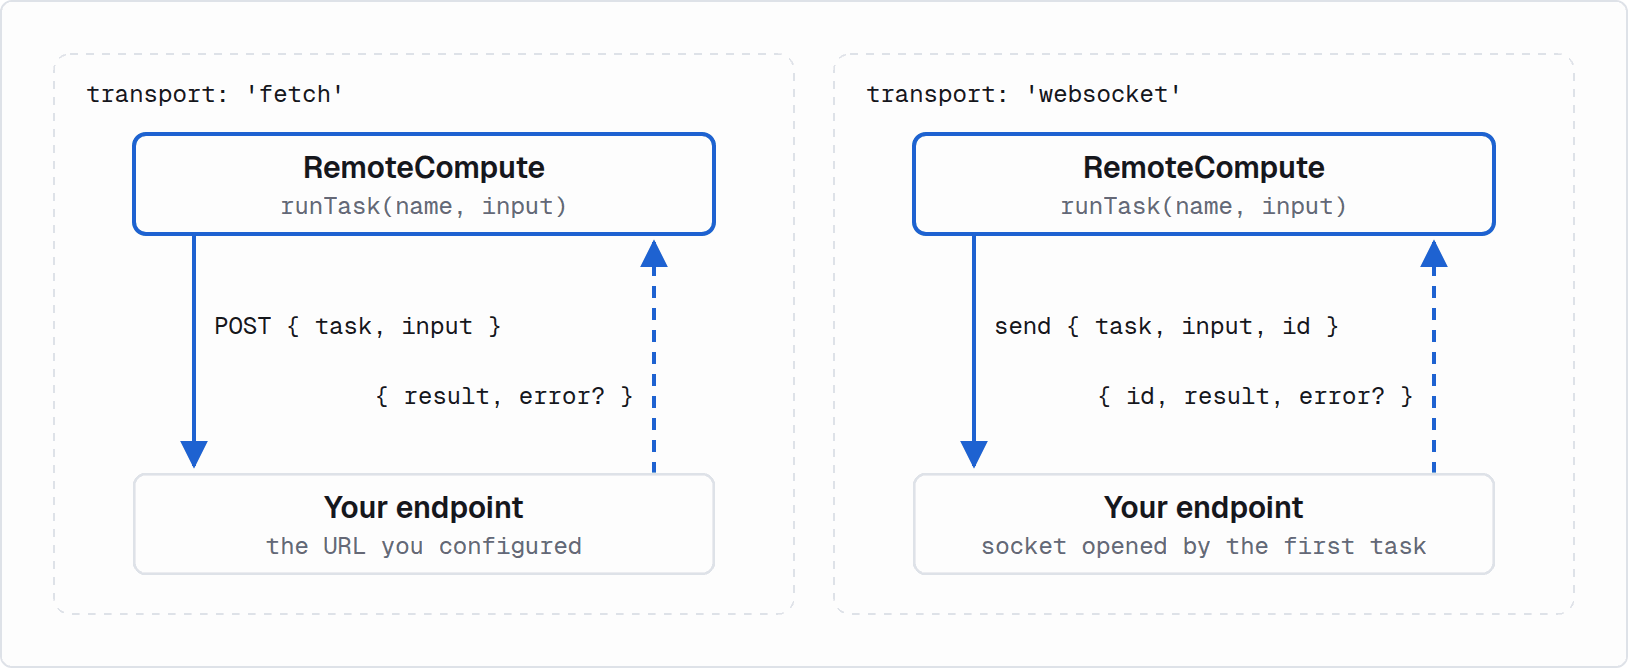 transport: 'fetch'
RemoteCompute
runTask(name, input)
POST { task, input }
{ result, error? }
Your endpoint
the URL you configured
transport: 'websocket'
RemoteCompute
runTask(name, input)
send { task, input, id }
{ id, result, error? }
Your endpoint
socket opened by the first task